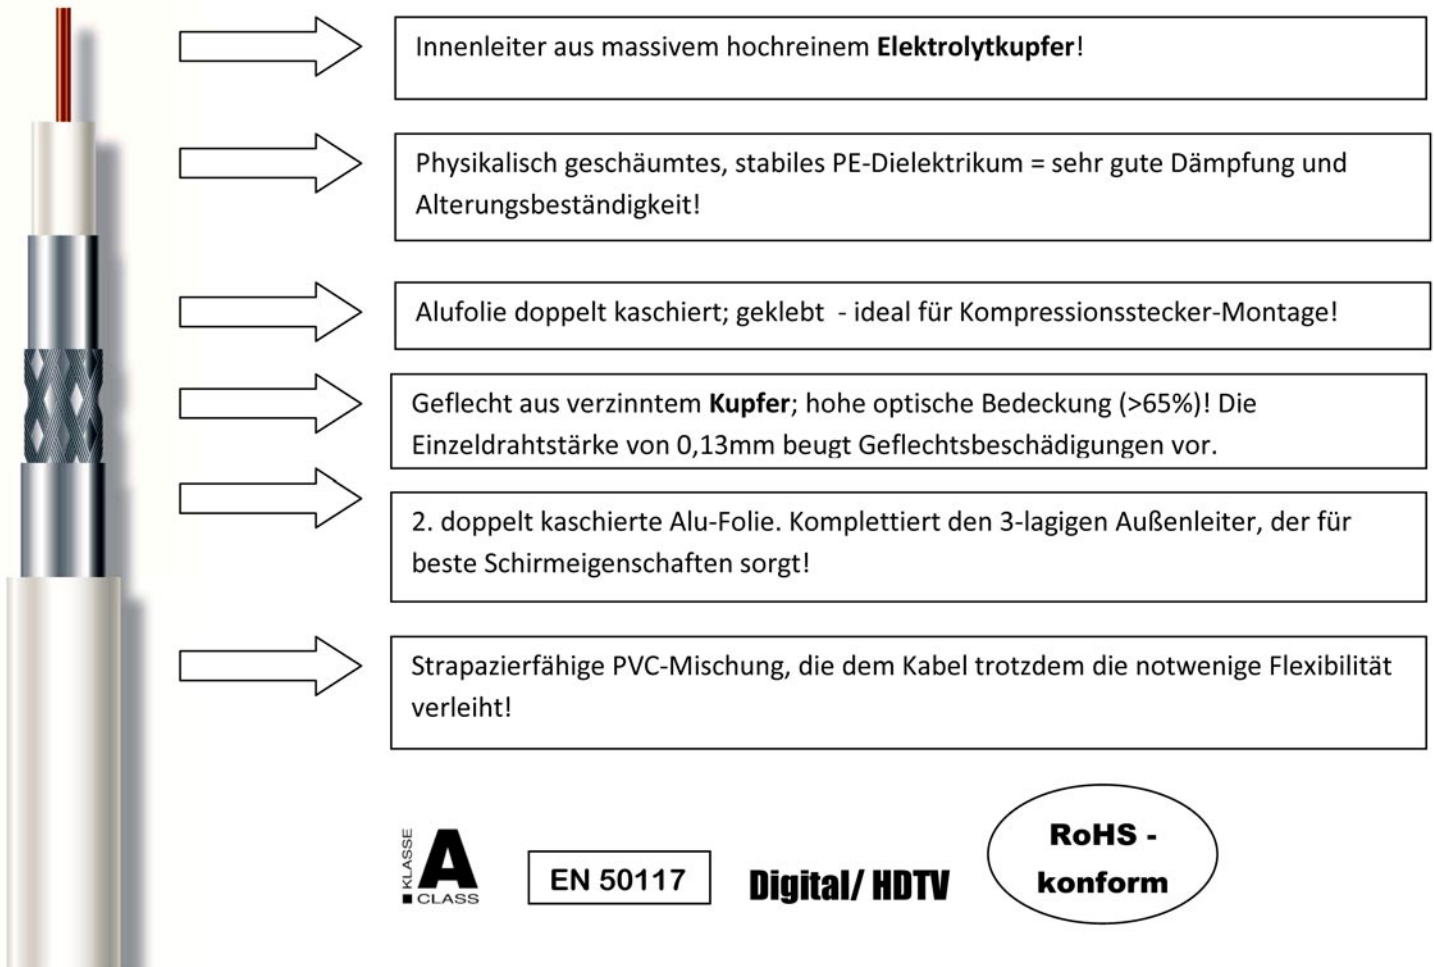 Innenleiter aus massivem hochreinem Elektrolytkupfer!
Physikalisch geschäumtes, stabiles PE-Dielektrikum = sehr gute Dämpfung und
Alterungsbeständigkeit!
Alufolie doppelt kaschiert; geklebt - ideal für Kompressionsstecker-Montage!
Geflecht aus verzinntem Kupfer; hohe optische Bedeckung (>65%)! Die
Einzeldrahtstärke von 0,13mm beugt Geflechtsbeschädigungen vor.
2. doppelt kaschierte Alu-Folie. Komplettiert den 3-lagigen Außenleiter, der für
beste Schirmeigenschaften sorgt!
Strapazierfähige PVC-Mischung, die dem Kabel trotzdem die notwenige Flexibilität
verleiht!
KLASSE
A
CLASS
EN 50117
Digital/ HDTV
RoHS -
konform